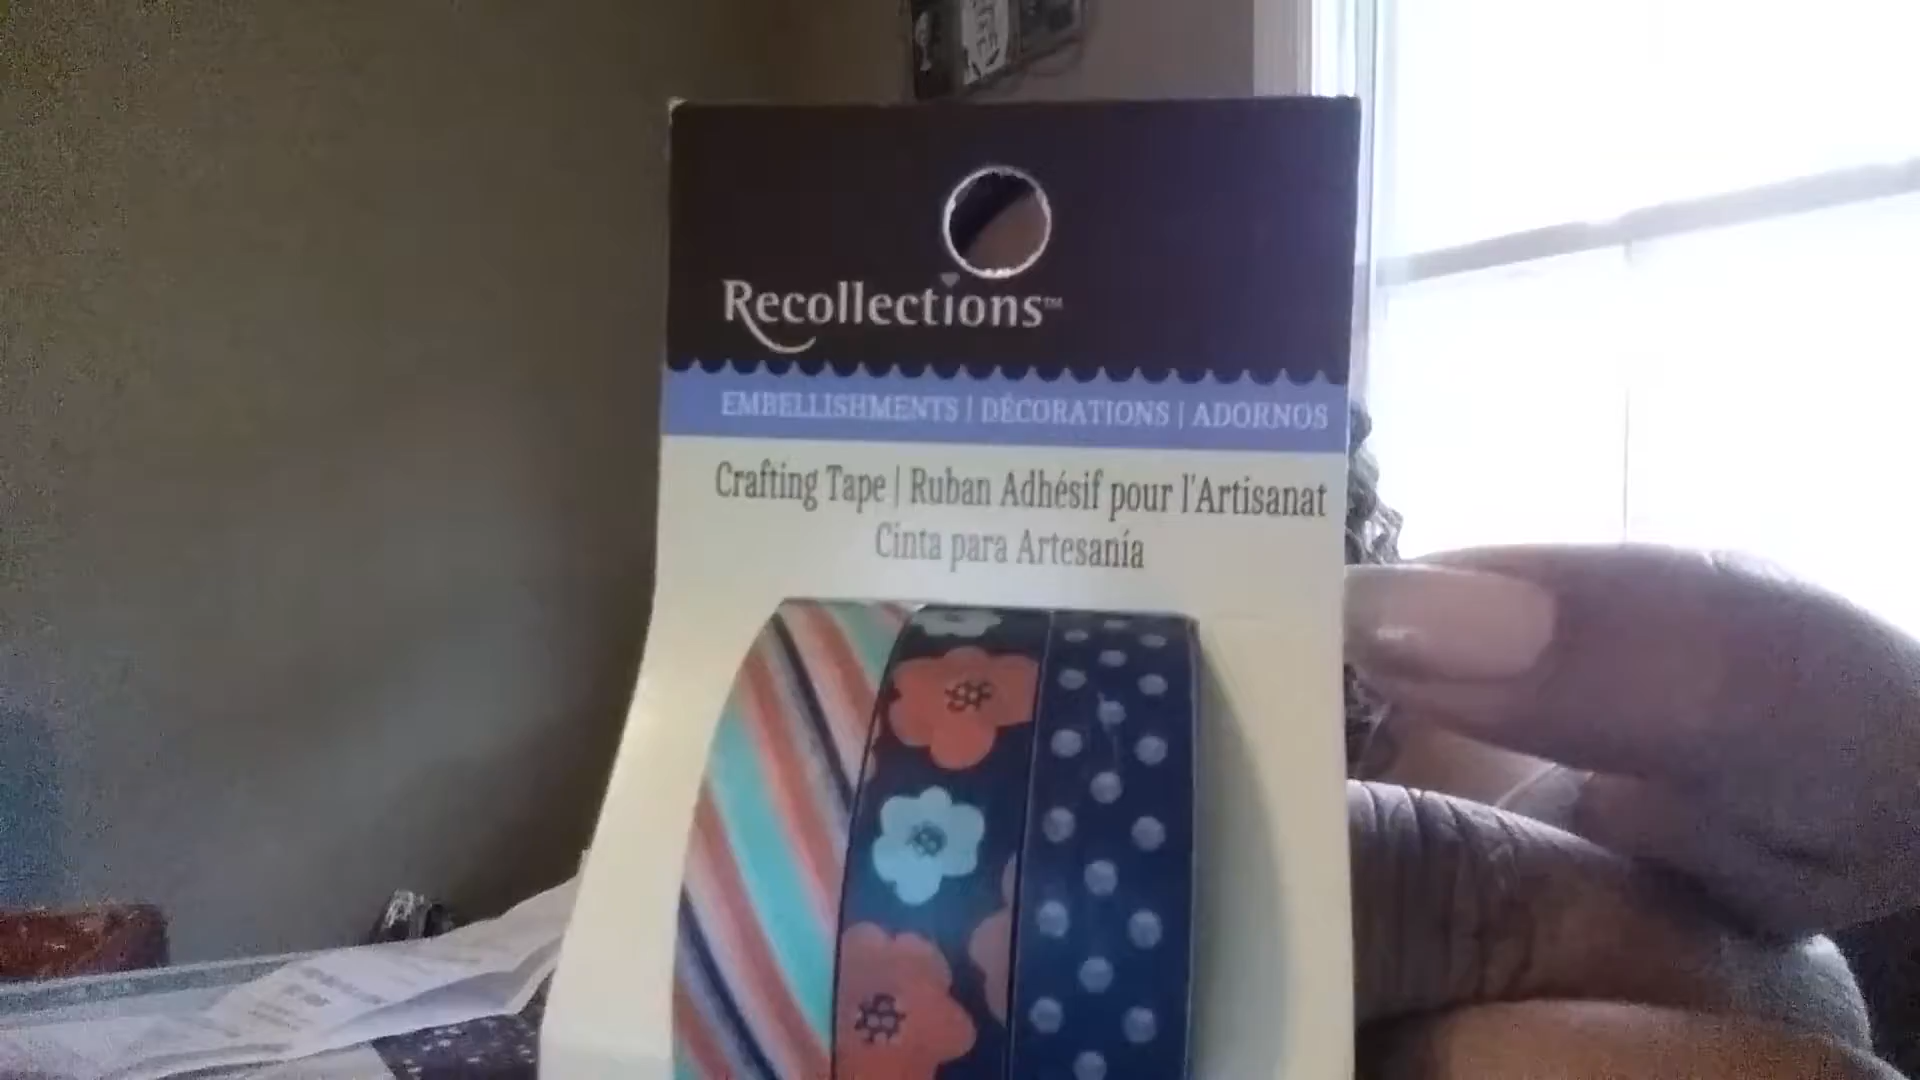 Recollections™
EMBELLISHMENTS | DÉCORATIONS | ADORNOS
Crafting Tape | Ruban Adhésif pour l'Artisanat
Cinta para Artesanía